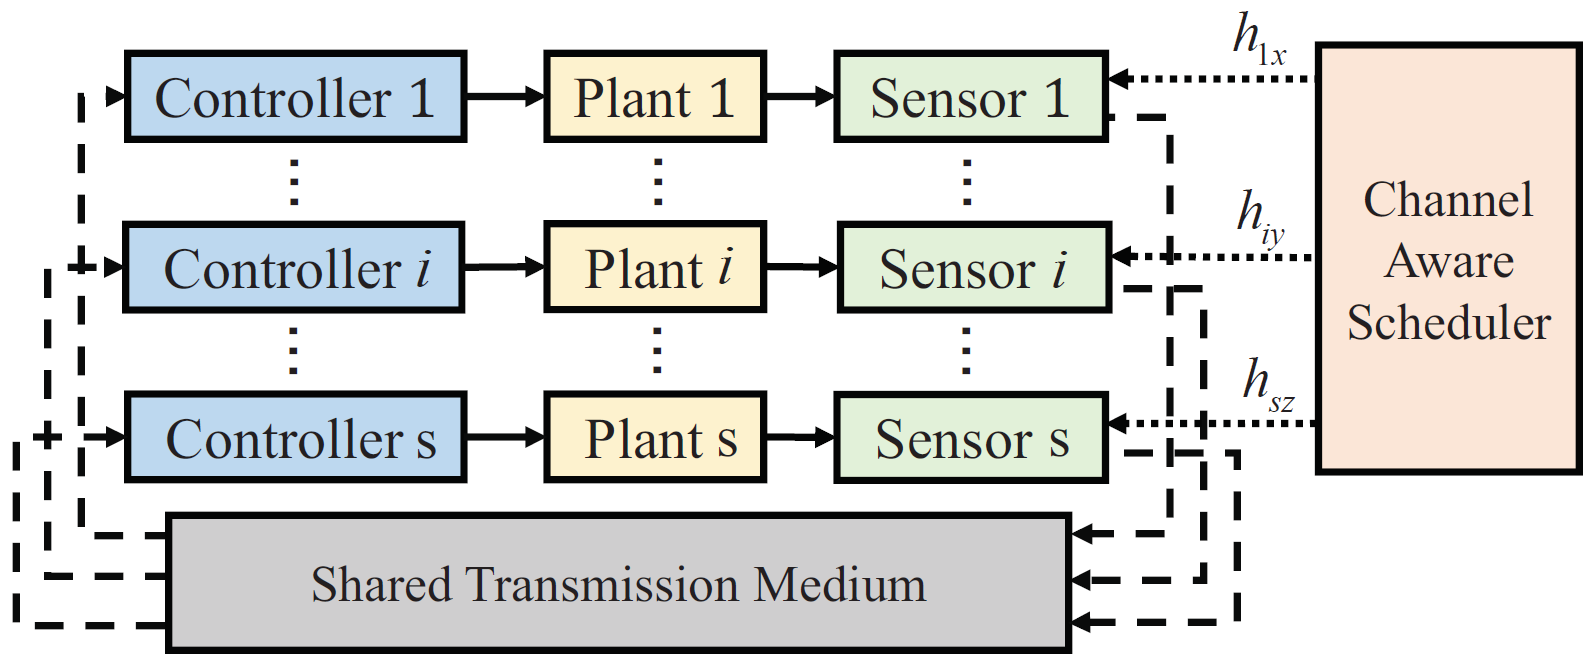 Controller 1
Plant 1
Sensor 1
h1x
Channel
Aware
Scheduler
Controller i
Plant i
Sensor i
hiy
Controller s
Plant s
Sensor s
hsz
Shared Transmission Medium